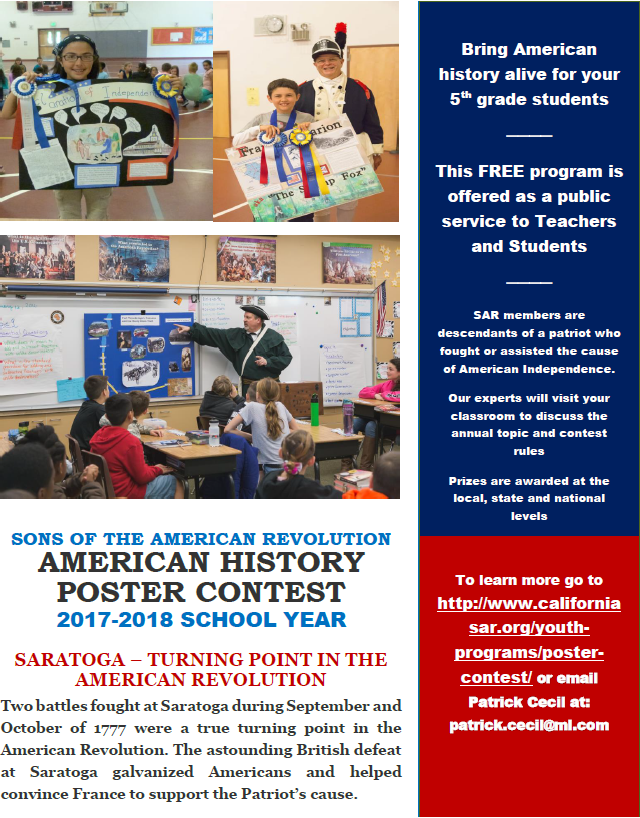 Bring American
history alive for your
5th grade students
This FREE program is
offered as a public
service to Teachers
and Students
SAR members are
descendants of a patriot who
fought or assisted the cause
of American Independence.
Our experts will visit your
classroom to discuss the
annual topic and contest
rules
Prizes are awarded at the
local, state and national
levels
SONS OF THE AMERICAN REVOLUTION
AMERICAN HISTORY
POSTER CONTEST
2017-2018 SCHOOL YEAR
SARATOGA – TURNING POINT IN THE
AMERICAN REVOLUTION
Two battles fought at Saratoga during September and
October of 1777 were a true turning point in the
American Revolution. The astounding British defeat
at Saratoga galvanized Americans and helped
convince France to support the Patriot's cause.
To learn more go to
http://www.california
sar.org/youth-
programs/poster-
contest/ or email
Patrick Cecil at:
patrick.cecil@ml.com
of Independence
"The Fox"